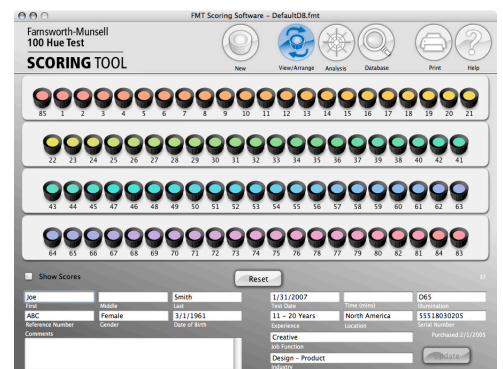 FMT Scoring Software – DefaultDB.fmt
Farnsworth-Munsell
100 Hue Test
SCORING TOOL
New View/Arrange Analysis Database Print Help
85 1 2 3 4 5 6 7 8 9 10 11 12 13 14 15 16 17 18 19 20 21
22 23 24 25 26 27 28 29 30 31 32 33 34 35 36 37 38 39 40 42 41
43 44 45 47 46 48 49 50 51 52 53 54 55 56 57 58 59 60 61 62 63
64 65 66 67 68 69 70 71 72 73 74 75 76 77 78 79 80 82 81 84 83
Show Scores Reset 37
Joe Smith 1/31/2007 D65
First Middle Last Test Date Time (mins) Illumination
ABC Female 3/1/1961 11 – 20 Years North America 55518030205
Reference Number Gender Date of Birth Experience Location Serial Number
Comments Creative Purchased:2/1/2005
Job Function
Design – Product Update
Industry